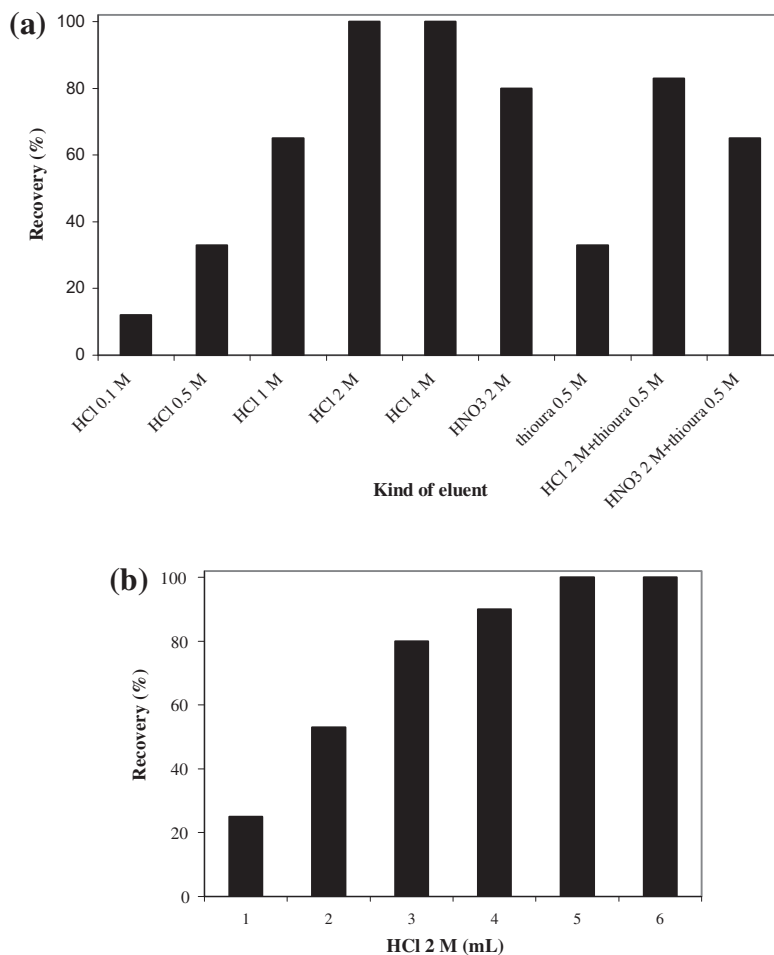 (a)
100
80
60
40
20
0
Recovery (%)
HCl 0.1 M
HCl 0.5 M
HCl 1 M
HCl 2 M
HCl 4 M
HNO3 2 M
thioura 0.5 M
HCl 2 M+thioura 0.5 M
HNO3 2 M+thioura 0.5 M
Kind of eluent
(b)
100
80
60
40
20
0
Recovery (%)
1 2 3 4 5 6
HCl 2 M (mL)